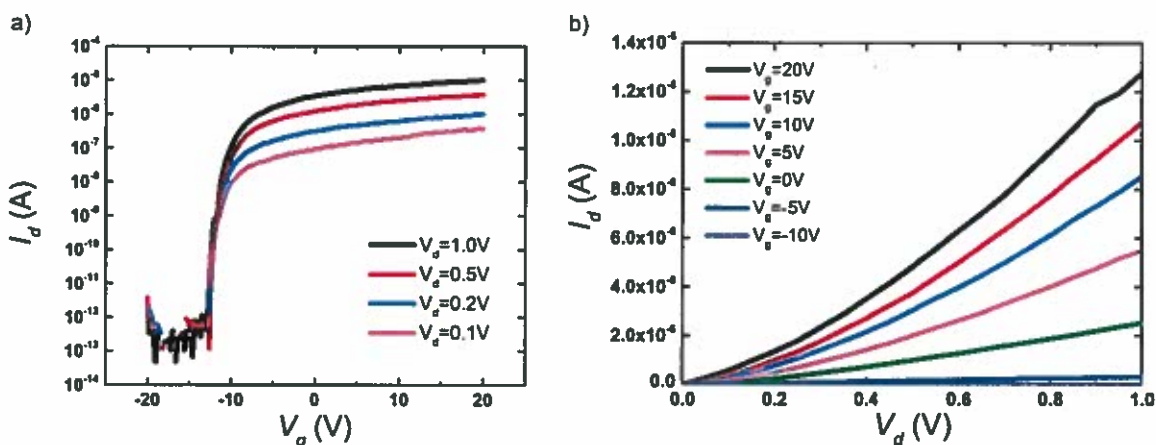 a)
I_d (A)
10⁻⁴
10⁻⁵
10⁻⁶
10⁻⁷
10⁻⁸
10⁻⁹
10⁻¹⁰
10⁻¹¹
10⁻¹²
10⁻¹³
10⁻¹⁴
V_d=1.0V
V_d=0.5V
V_d=0.2V
V_d=0.1V
-20 -10 0 10 20
V_g (V)
b)
I_d (A)
1.4x10⁻⁵
1.2x10⁻⁵
1.0x10⁻⁵
8.0x10⁻⁶
6.0x10⁻⁶
4.0x10⁻⁶
2.0x10⁻⁶
0.0
V_g=20V
V_g=15V
V_g=10V
V_g=5V
V_g=0V
V_g=-5V
V_g=-10V
0.0 0.2 0.4 0.6 0.8 1.0
V_d (V)